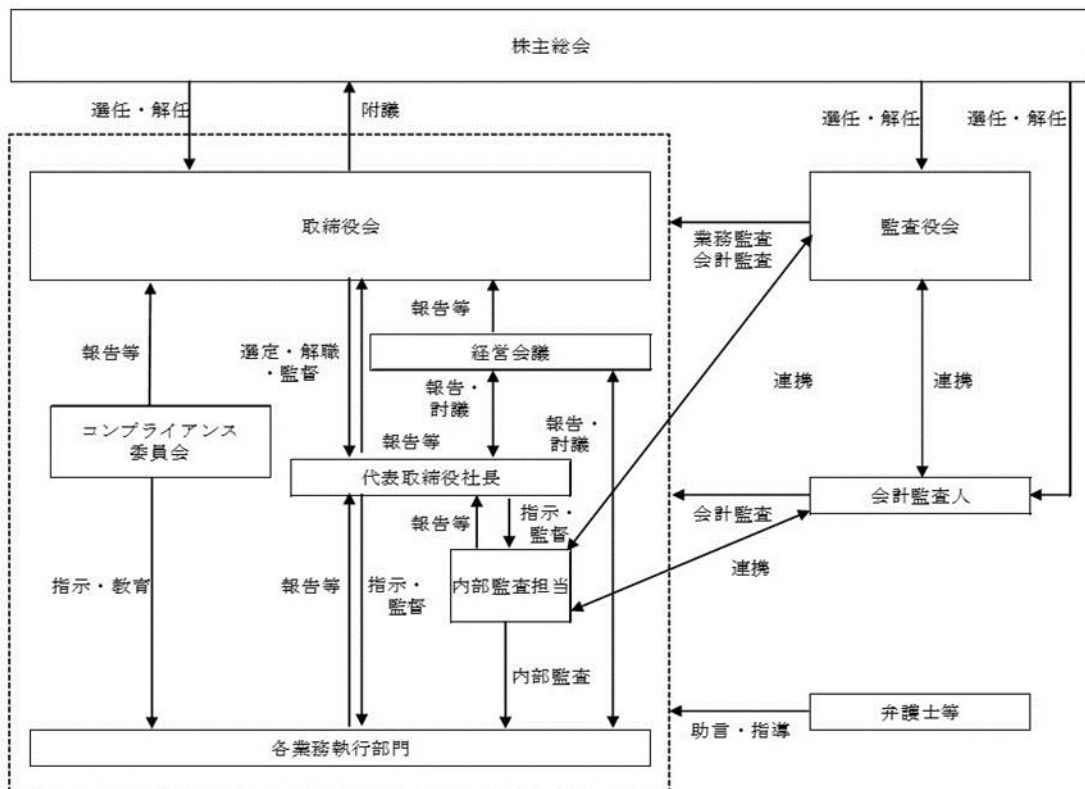 株主総会
選任・解任
附議
選任・解任
選任・解任
取締役会
監査役会
業務監査
会計監査
報告等
報告等
選定・解職
・監督
経営会議
連携
連携
報告・
討議
報告・
討議
コンプライアンス
委員会
報告等
代表取締役社長
会計監査人
報告等
指示・
監督
会計監査
内部監査担当
連携
指示・教育
報告等
指示・
監督
内部監査
弁護士等
助言・指導
各業務執行部門